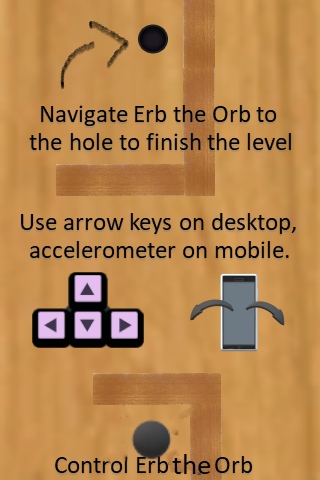 Navigate Erb the Orb to
the hole to finish the level
Use arrow keys on desktop,
accelerometer on mobile.
Control Erb the Orb